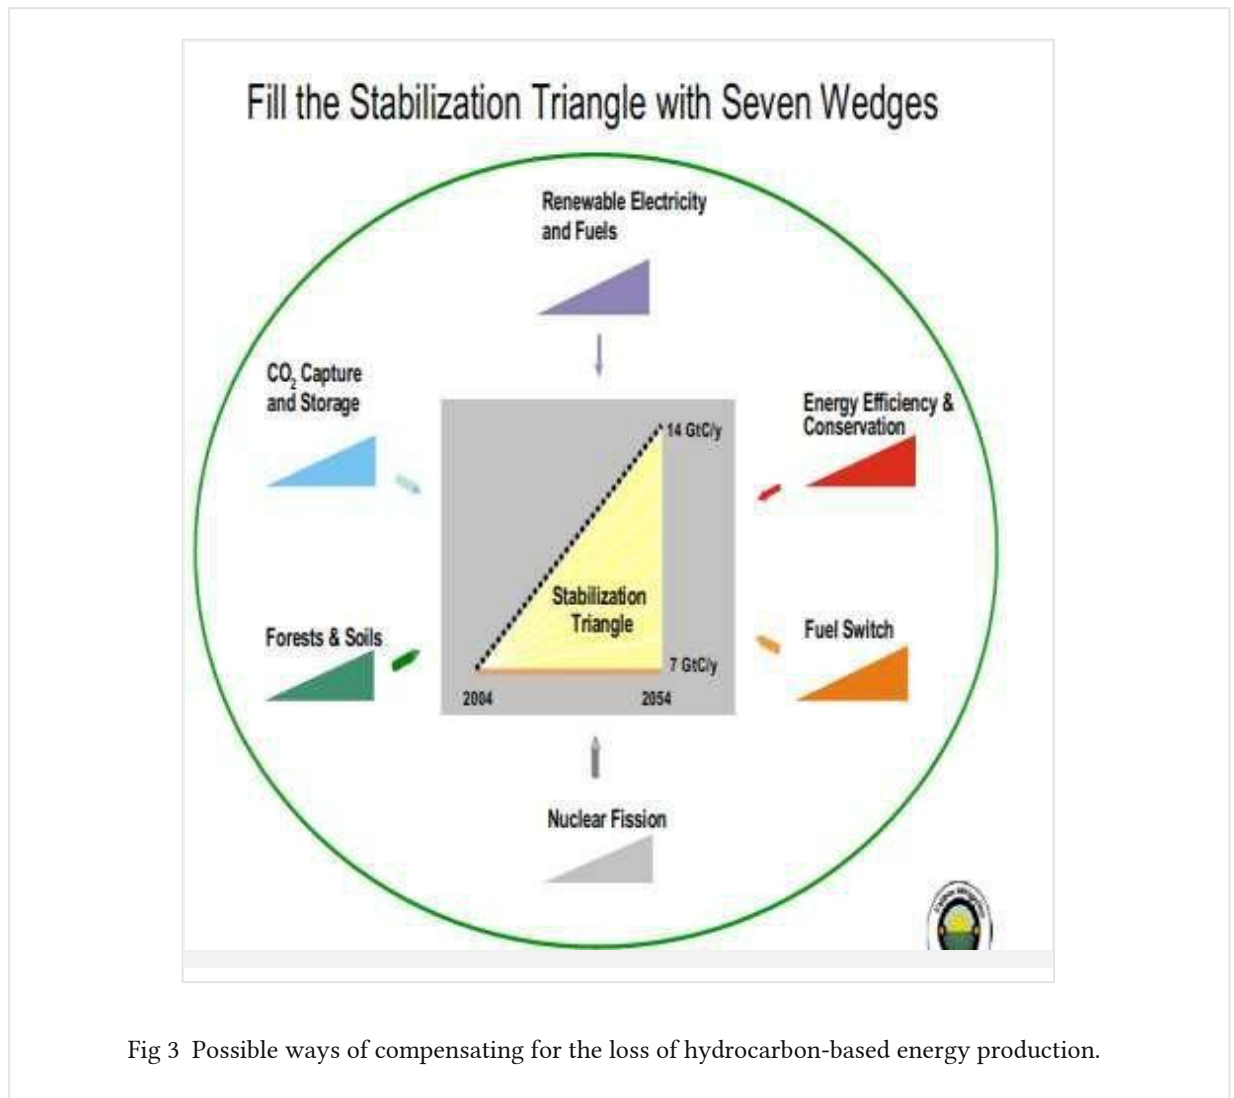 Fill the Stabilization Triangle with Seven Wedges
Renewable Electricity
and Fuels
CO₂ Capture
and Storage
Energy Efficiency &
Conservation
14 GtC/y
Stabilization
Triangle
Forests & Soils
Fuel Switch
7 GtC/y
2004
2054
Nuclear Fission
Fig 3 Possible ways of compensating for the loss of hydrocarbon-based energy production.